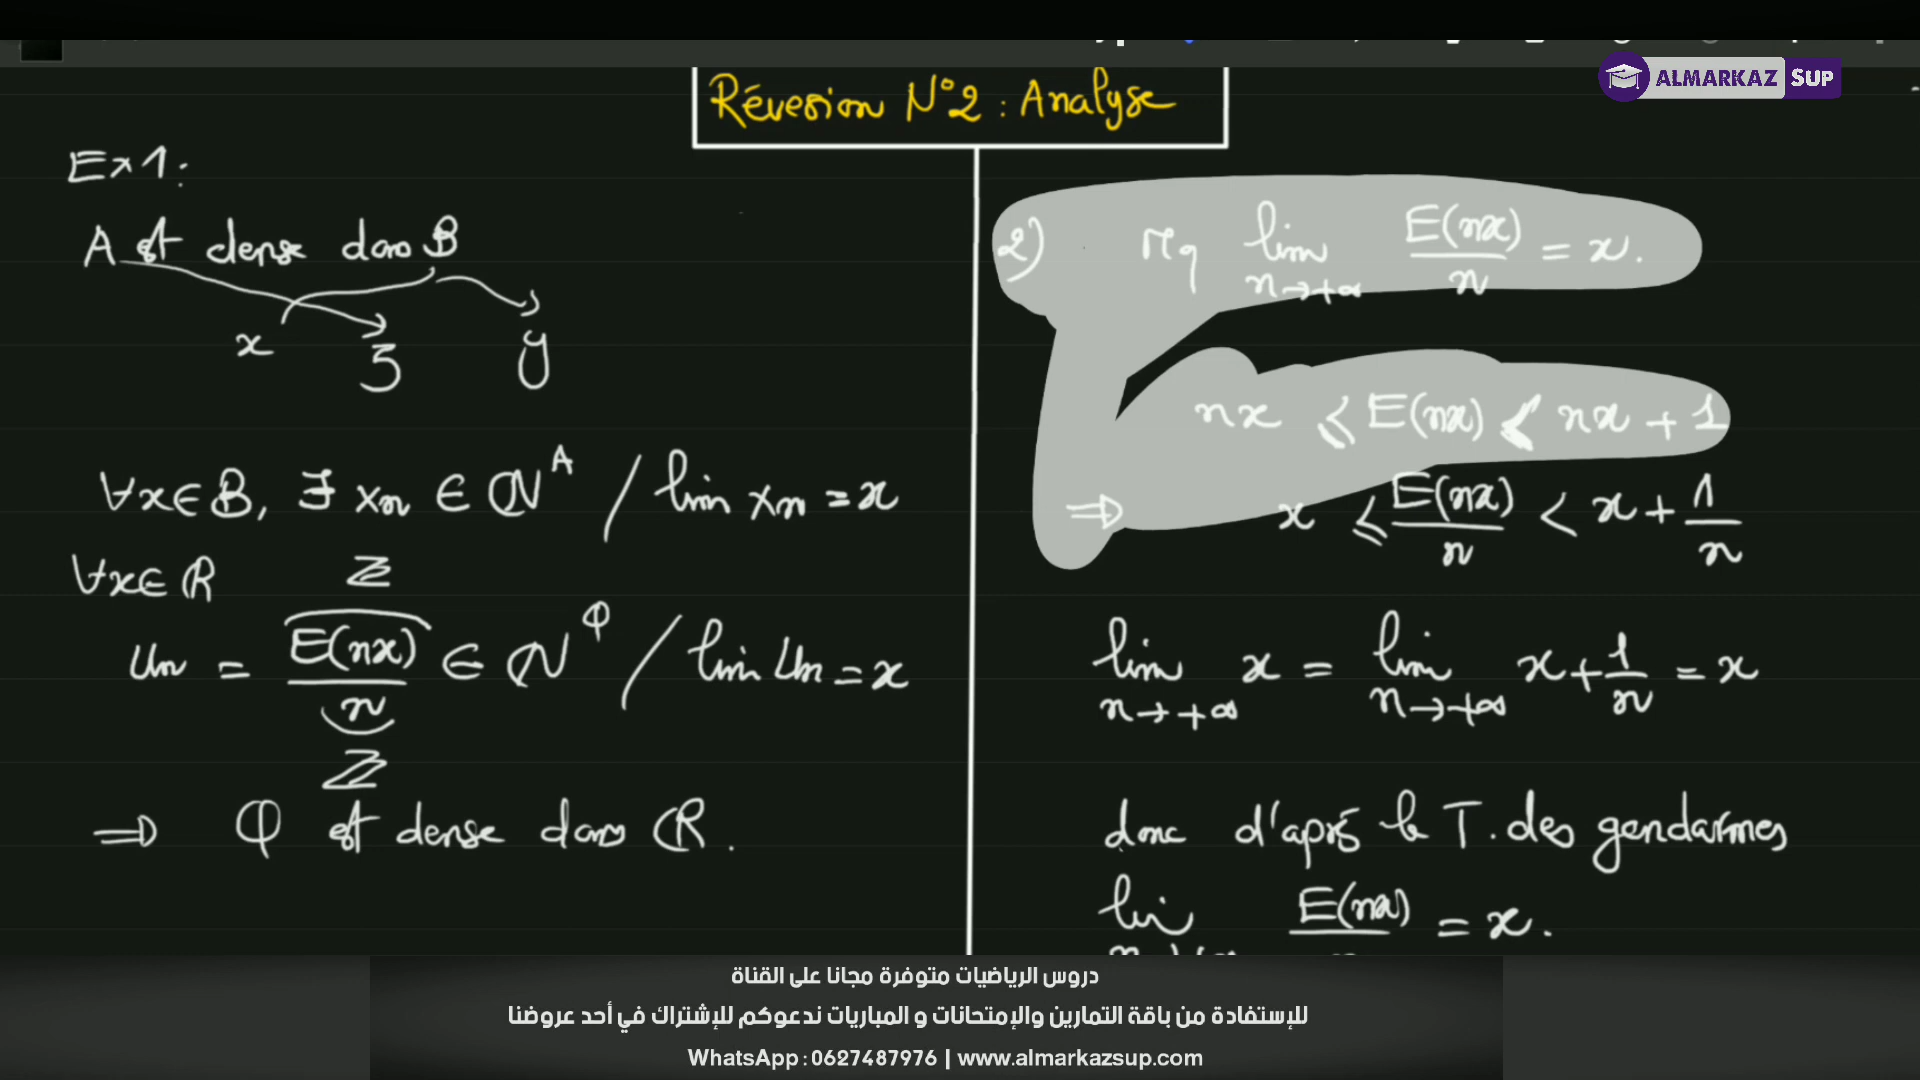 ALMARKAZ SUP
Révesion N°2 : Analyse
Ex1:
A est dense dans B
x z y
∀x∈B, ∃ xn ∈ ℕ^A / lim xn = x
∀x∈ℝ ℤ
Un = E(nx)/n ∈ ℕ^ℚ / lim Un = x
ℤ
⇒ ℚ est dense dans ℝ.
2) Mq lim n→+∞ E(nx)/n = x.
nx ≤ E(nx) < nx + 1
⇒ x ≤ E(nx)/n < x + 1/n
lim n→+∞ x = lim n→+∞ x + 1/n = x
donc d'après le T. des gendarmes
lim E(nx) = x.
دروس الرياضيات متوفرة مجانا على القناة
للإستفادة من باقة التمارين والإمتحانات و المباريات ندعوكم للإشتراك في أحد عروضنا
WhatsApp : 0627487976 | www.almarkazsup.com